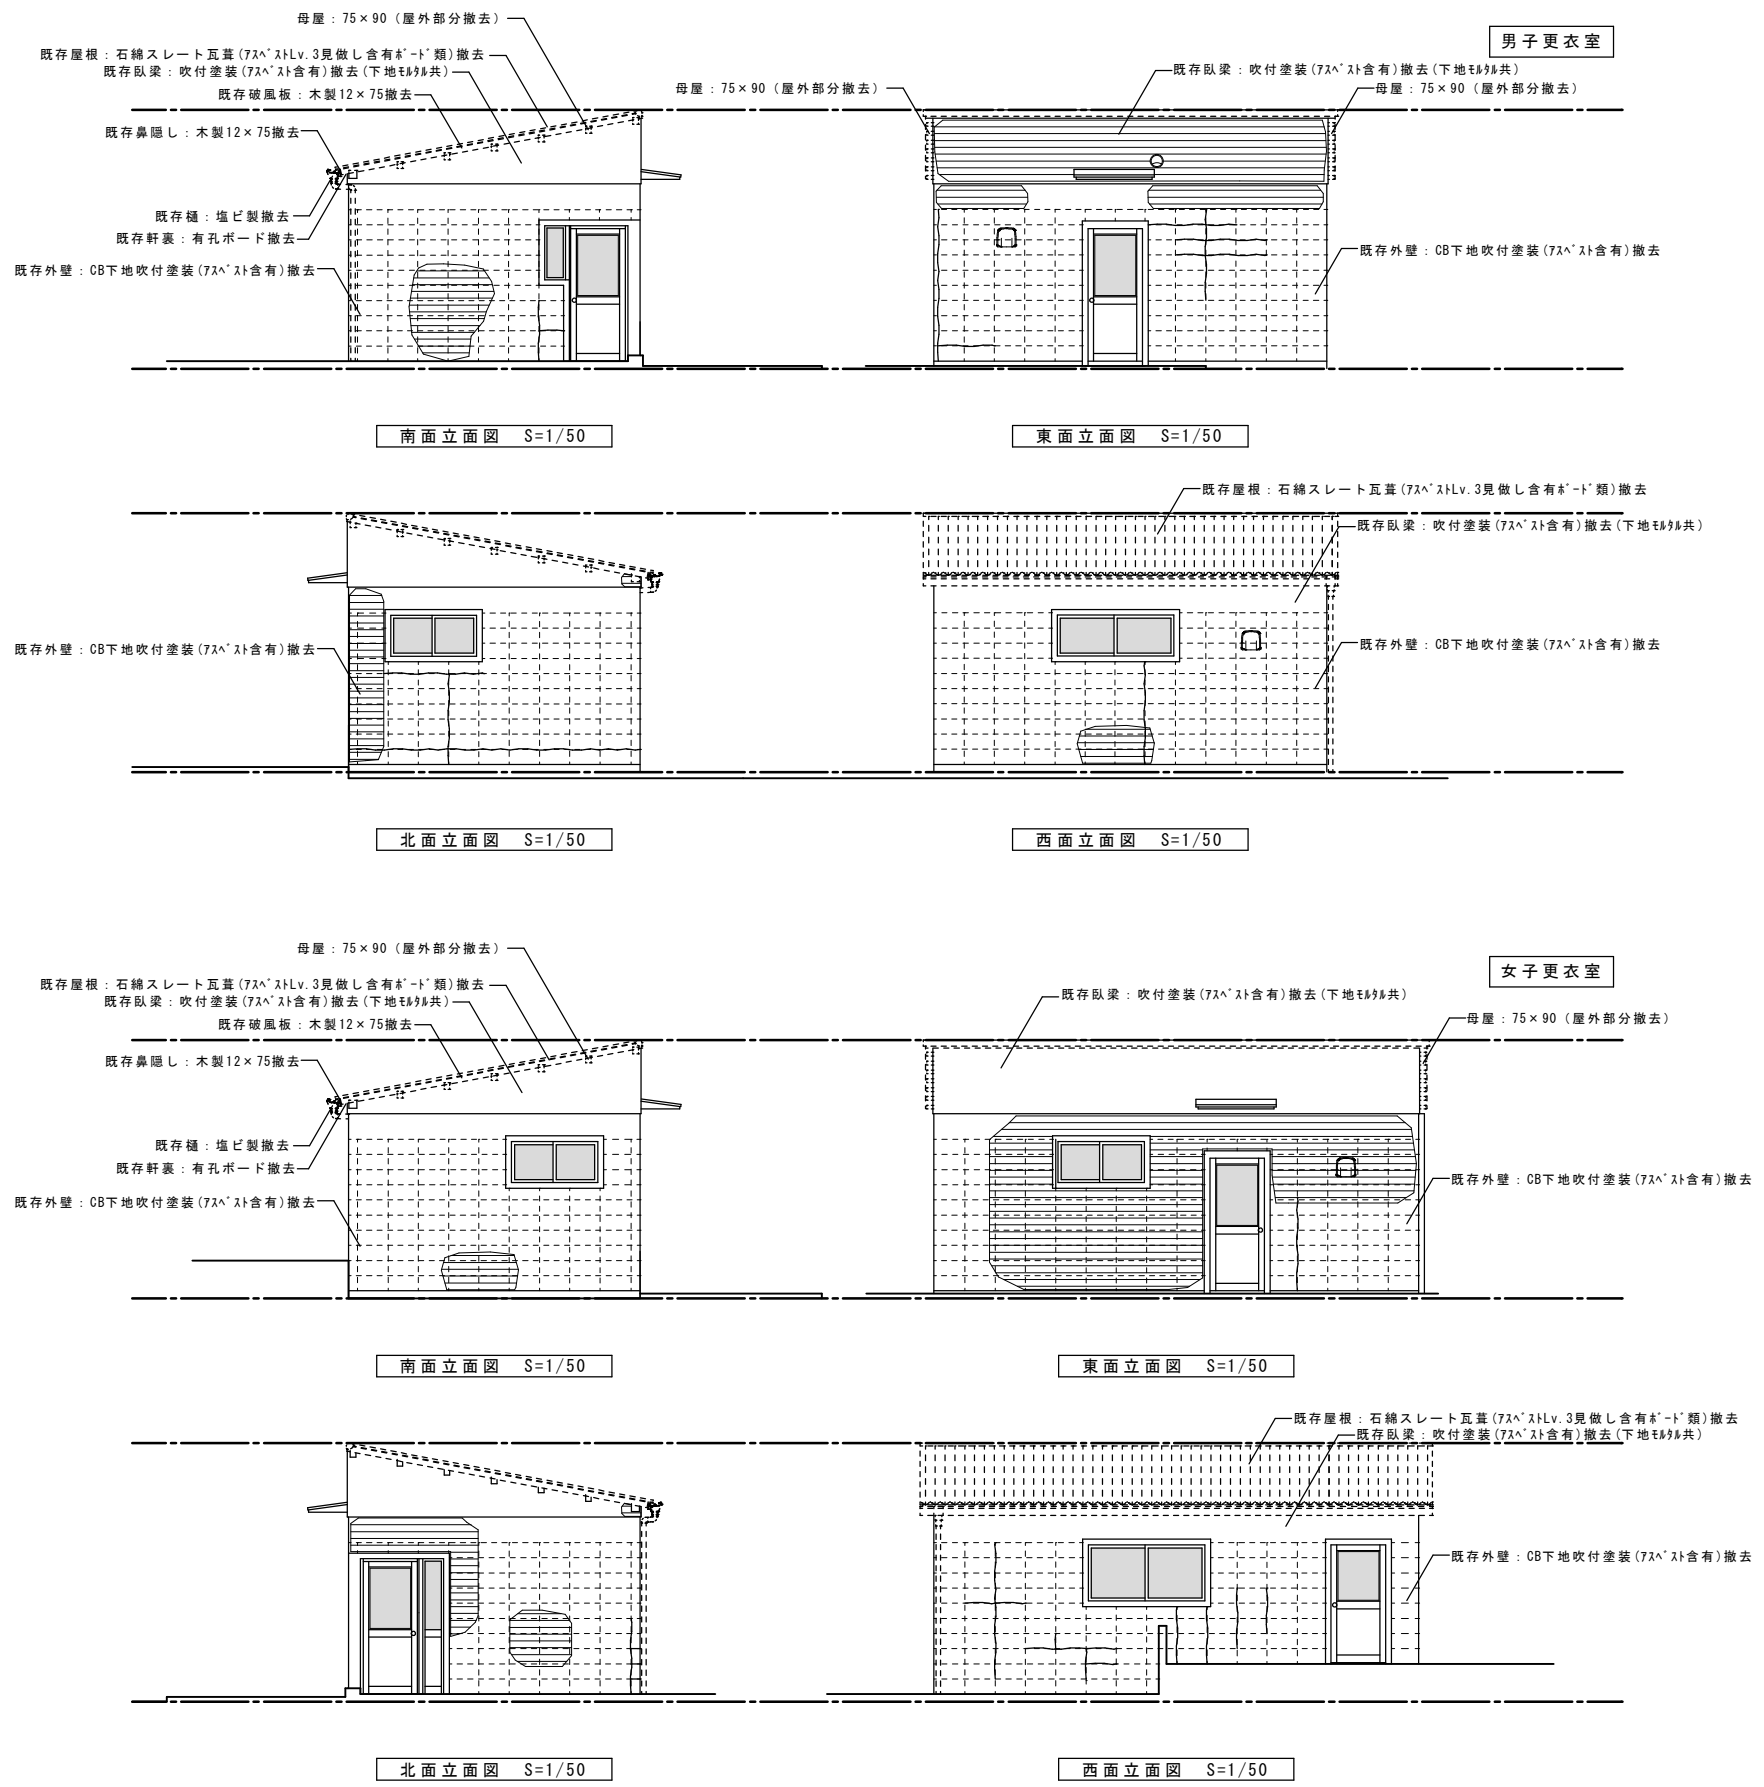 男子更衣室
母屋：75×90（屋外部分撤去）
既存屋根：石綿スレート瓦葺(ｱｽﾍﾞｽﾄLv.3見做し含有ﾎﾞｰﾄﾞ類)撤去
既存臥梁：吹付塗装(ｱｽﾍﾞｽﾄ含有)撤去(下地ﾓﾙﾀﾙ共)
既存破風板：木製12×75撤去
既存鼻隠し：木製12×75撤去
既存樋：塩ビ製撤去
既存軒裏：有孔ボード撤去
既存外壁：CB下地吹付塗装(ｱｽﾍﾞｽﾄ含有)撤去
既存臥梁：吹付塗装(ｱｽﾍﾞｽﾄ含有)撤去(下地ﾓﾙﾀﾙ共)
母屋：75×90（屋外部分撤去）
母屋：75×90（屋外部分撤去）
既存外壁：CB下地吹付塗装(ｱｽﾍﾞｽﾄ含有)撤去
南面立面図　S=1/50
東面立面図　S=1/50
既存屋根：石綿スレート瓦葺(ｱｽﾍﾞｽﾄLv.3見做し含有ﾎﾞｰﾄﾞ類)撤去
既存臥梁：吹付塗装(ｱｽﾍﾞｽﾄ含有)撤去(下地ﾓﾙﾀﾙ共)
既存外壁：CB下地吹付塗装(ｱｽﾍﾞｽﾄ含有)撤去
既存外壁：CB下地吹付塗装(ｱｽﾍﾞｽﾄ含有)撤去
北面立面図　S=1/50
西面立面図　S=1/50
女子更衣室
母屋：75×90（屋外部分撤去）
既存屋根：石綿スレート瓦葺(ｱｽﾍﾞｽﾄLv.3見做し含有ﾎﾞｰﾄﾞ類)撤去
既存臥梁：吹付塗装(ｱｽﾍﾞｽﾄ含有)撤去(下地ﾓﾙﾀﾙ共)
既存破風板：木製12×75撤去
既存鼻隠し：木製12×75撤去
既存樋：塩ビ製撤去
既存軒裏：有孔ボード撤去
既存外壁：CB下地吹付塗装(ｱｽﾍﾞｽﾄ含有)撤去
既存臥梁：吹付塗装(ｱｽﾍﾞｽﾄ含有)撤去(下地ﾓﾙﾀﾙ共)
母屋：75×90（屋外部分撤去）
既存外壁：CB下地吹付塗装(ｱｽﾍﾞｽﾄ含有)撤去
南面立面図　S=1/50
東面立面図　S=1/50
既存屋根：石綿スレート瓦葺(ｱｽﾍﾞｽﾄLv.3見做し含有ﾎﾞｰﾄﾞ類)撤去
既存臥梁：吹付塗装(ｱｽﾍﾞｽﾄ含有)撤去(下地ﾓﾙﾀﾙ共)
既存外壁：CB下地吹付塗装(ｱｽﾍﾞｽﾄ含有)撤去
北面立面図　S=1/50
西面立面図　S=1/50